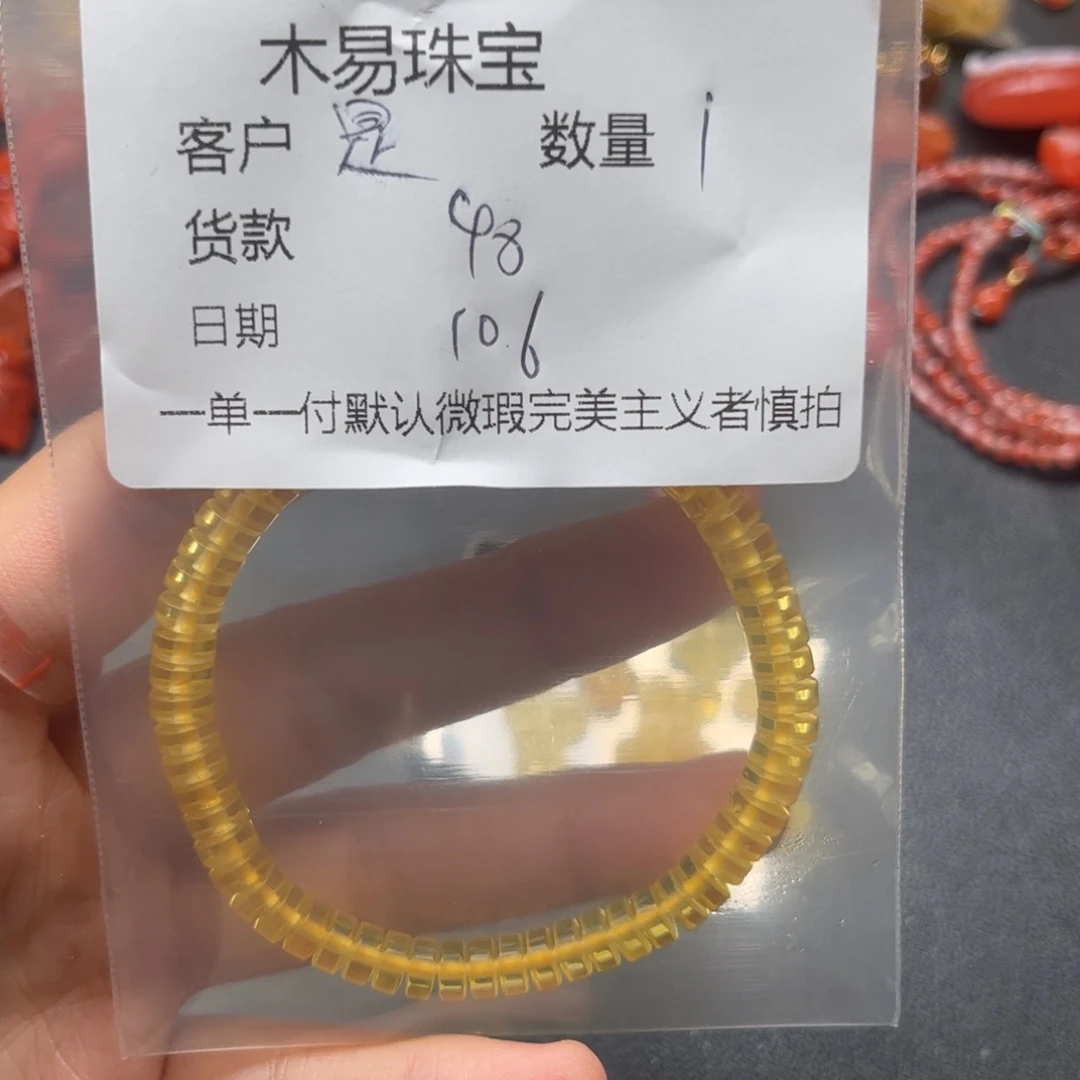 木易珠宝
客户 是 数量 1
货款 98
日期 10.6
一单一付默认微瑕完美主义者慎拍